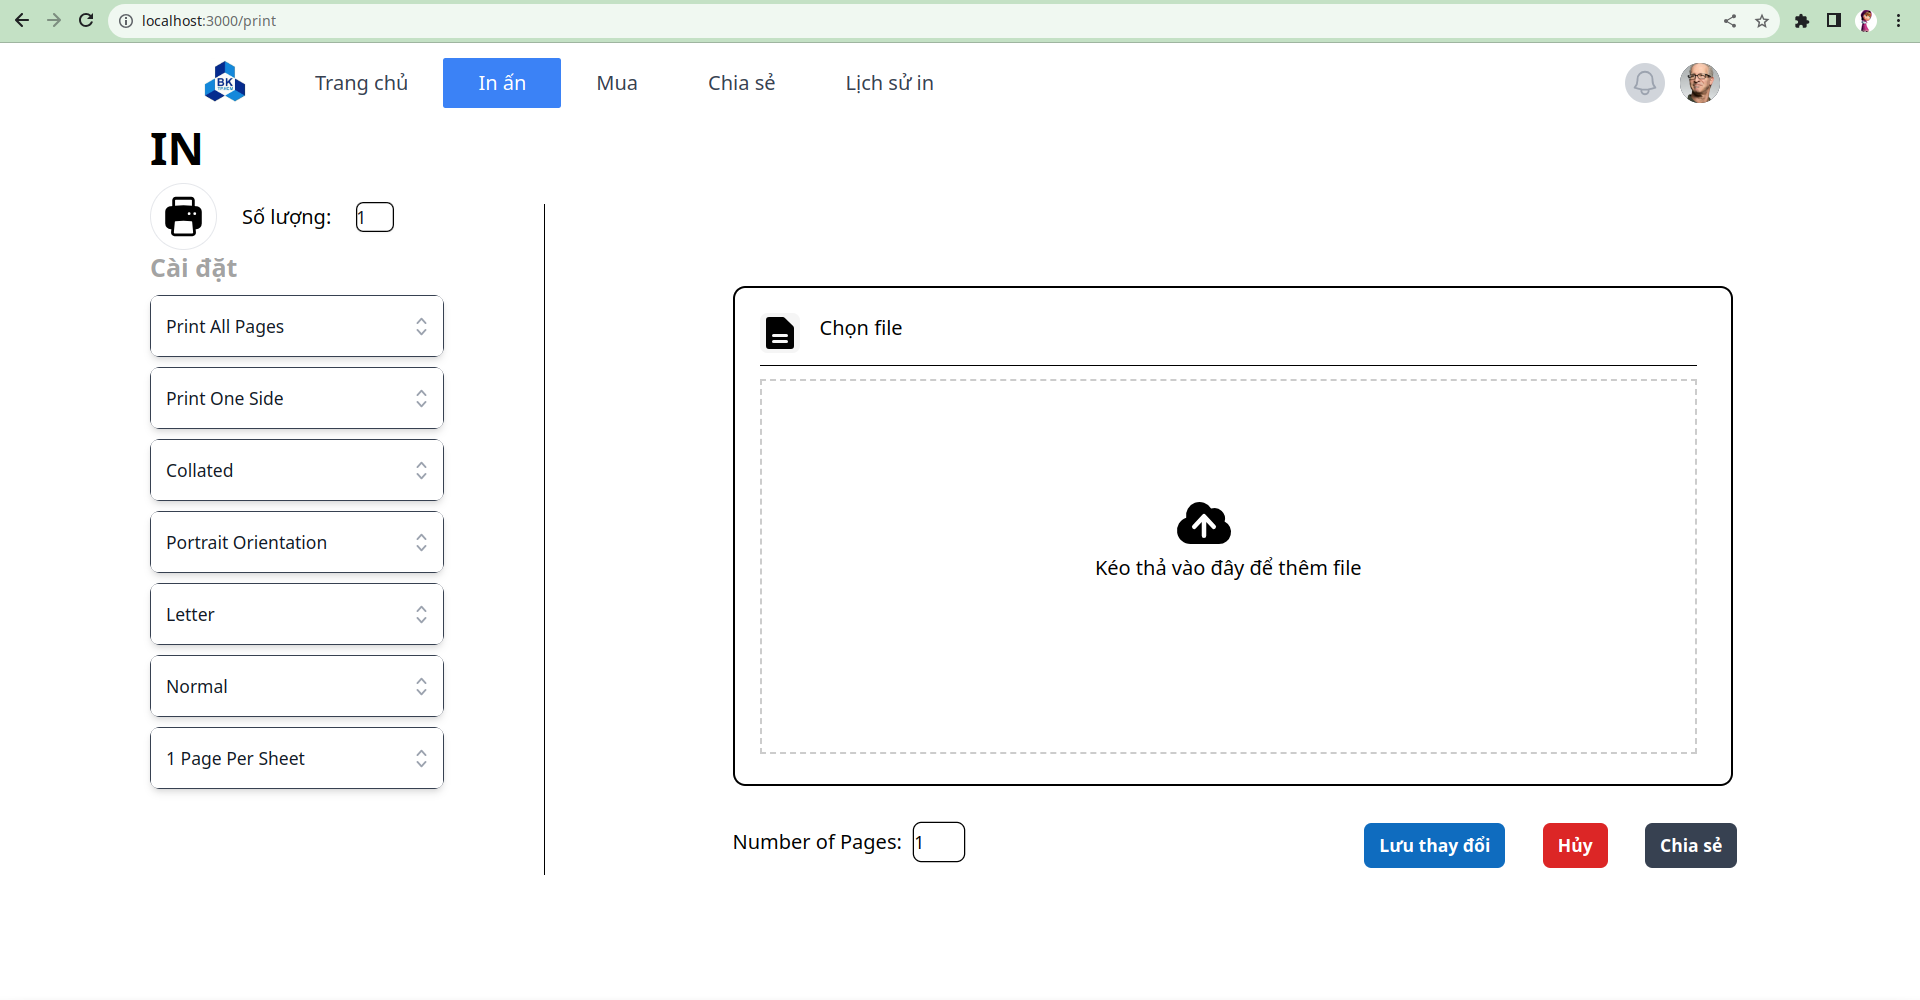 localhost:3000/print
BK
TP.HCM
Trang chủ
In ấn
Mua
Chia sẻ
Lịch sử in
IN
Số lượng:
1
Cài đặt
Print All Pages
Print One Side
Collated
Portrait Orientation
Letter
Normal
1 Page Per Sheet
Chọn file
Kéo thả vào đây để thêm file
Number of Pages:
1
Lưu thay đổi
Hủy
Chia sẻ